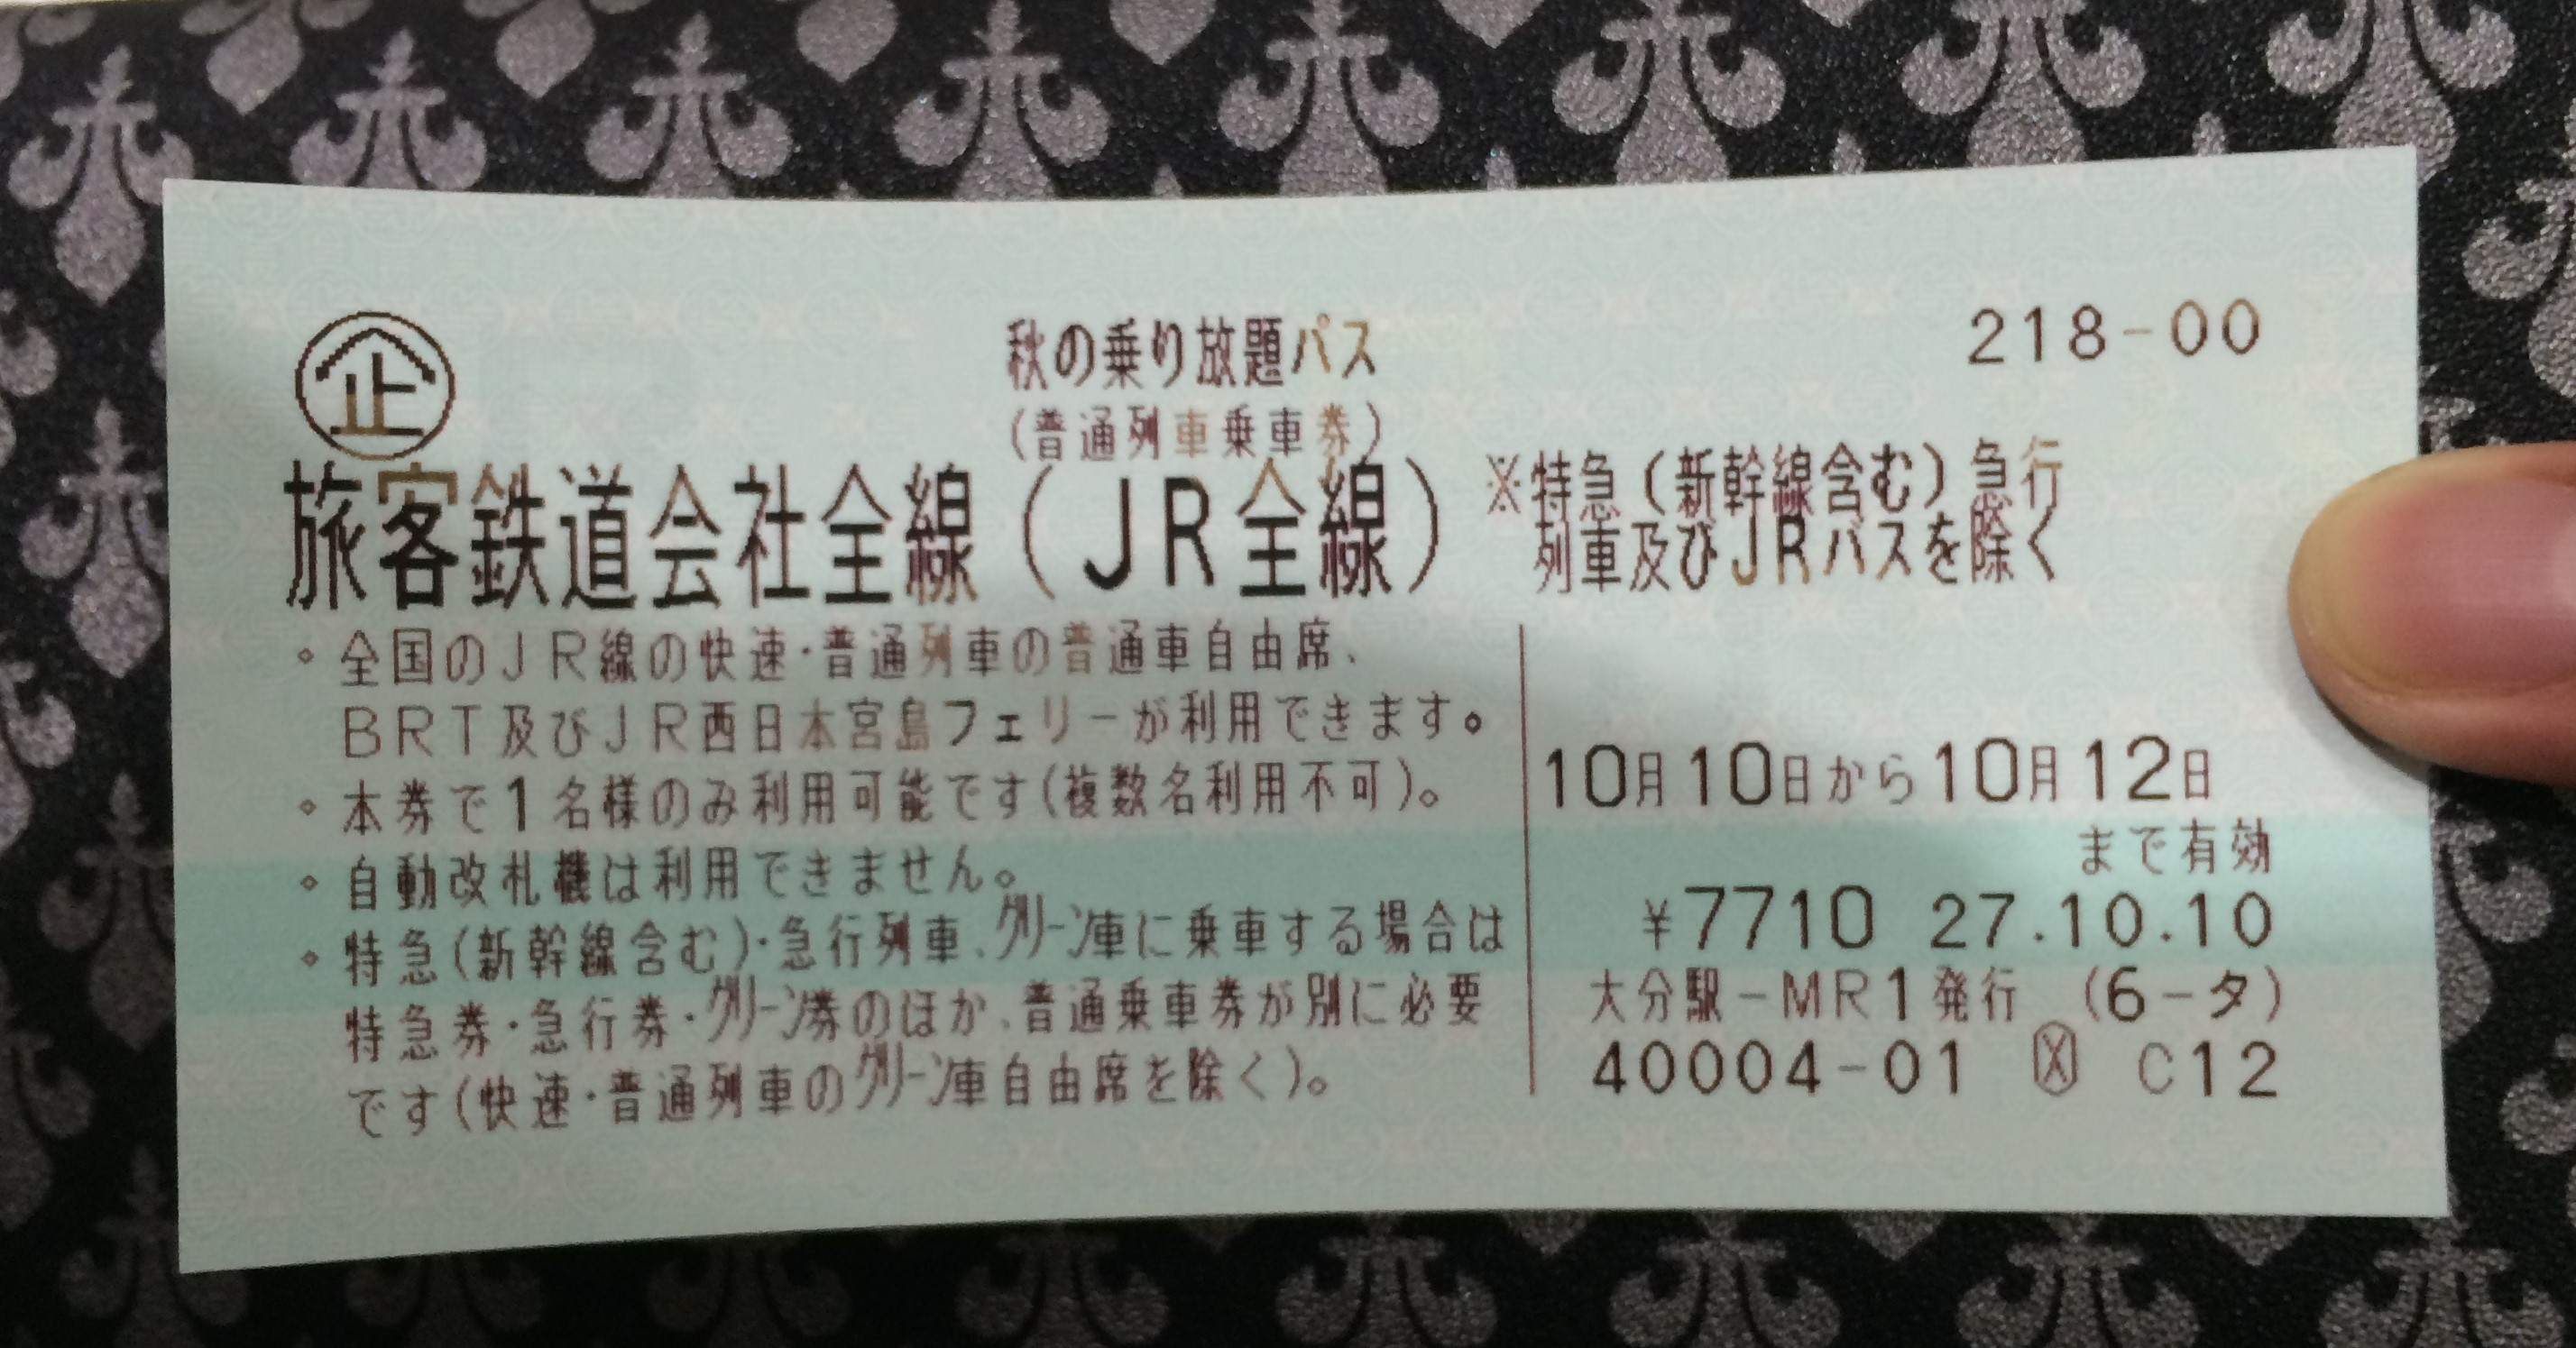 秋の乗り放題パス
218-00
㊭
(普通列車乗車券)
旅客鉄道会社全線(JR全線)
※特急(新幹線含む)急行
列車及びJRバスを除く
・全国のJR線の快速・普通列車の普通車自由席、
BRT及びJR西日本宮島フェリーが利用できます。
・本券で1名様のみ利用可能です(複数名利用不可)。
・自動改札機は利用できません。
・特急(新幹線含む)・急行列車、グリーン車に乗車する場合は
特急券・急行券・グリーン券のほか、普通乗車券が別に必要
です(快速・普通列車のグリーン車自由席を除く)。
10月10日から10月12日
まで有効
¥7710 27.10.10
大分駅-MR1発行 (6-タ)
40004-01 Ⓧ C12